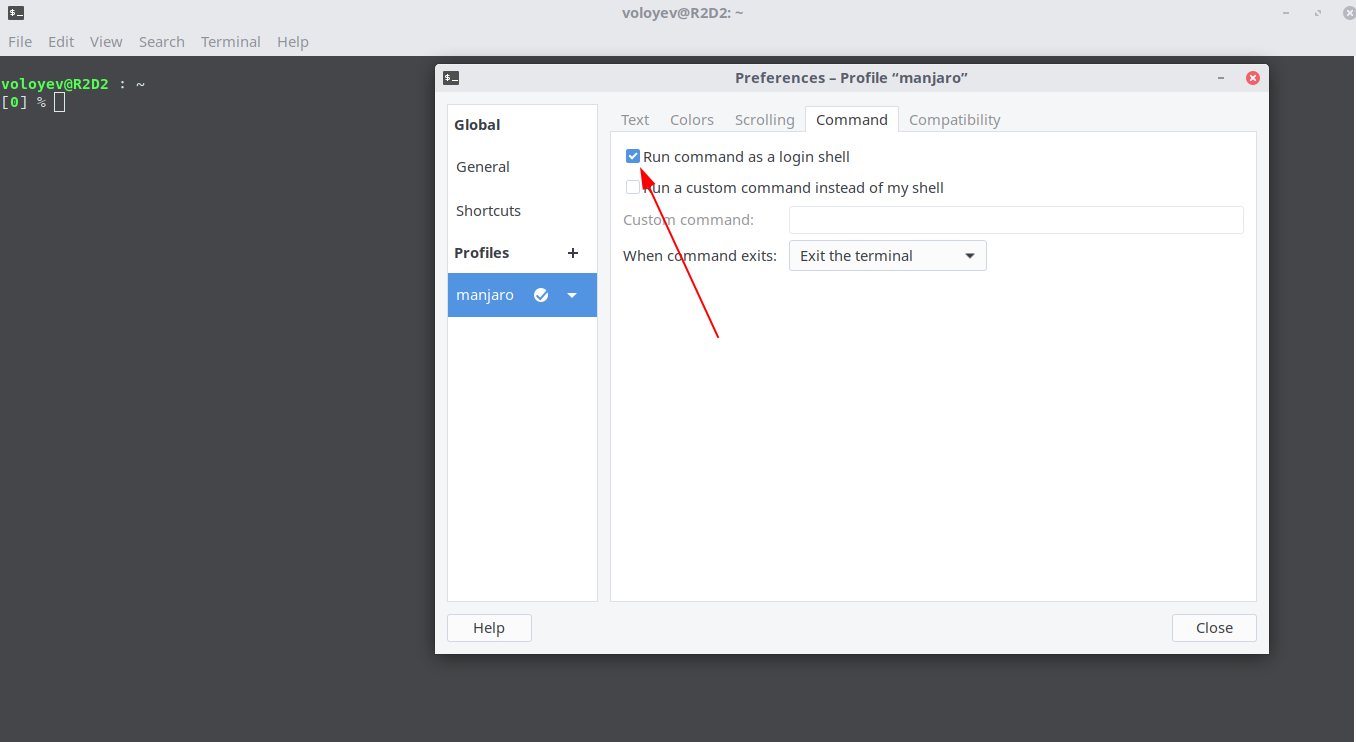 voloyev@R2D2: ~
File Edit View Search Terminal Help
voloyev@R2D2 : ~
[0] %
Preferences – Profile “manjaro”
Global
General
Shortcuts
Profiles +
manjaro
Text Colors Scrolling Command Compatibility
Run command as a login shell
Run a custom command instead of my shell
Custom command:
When command exits: Exit the terminal
Help
Close